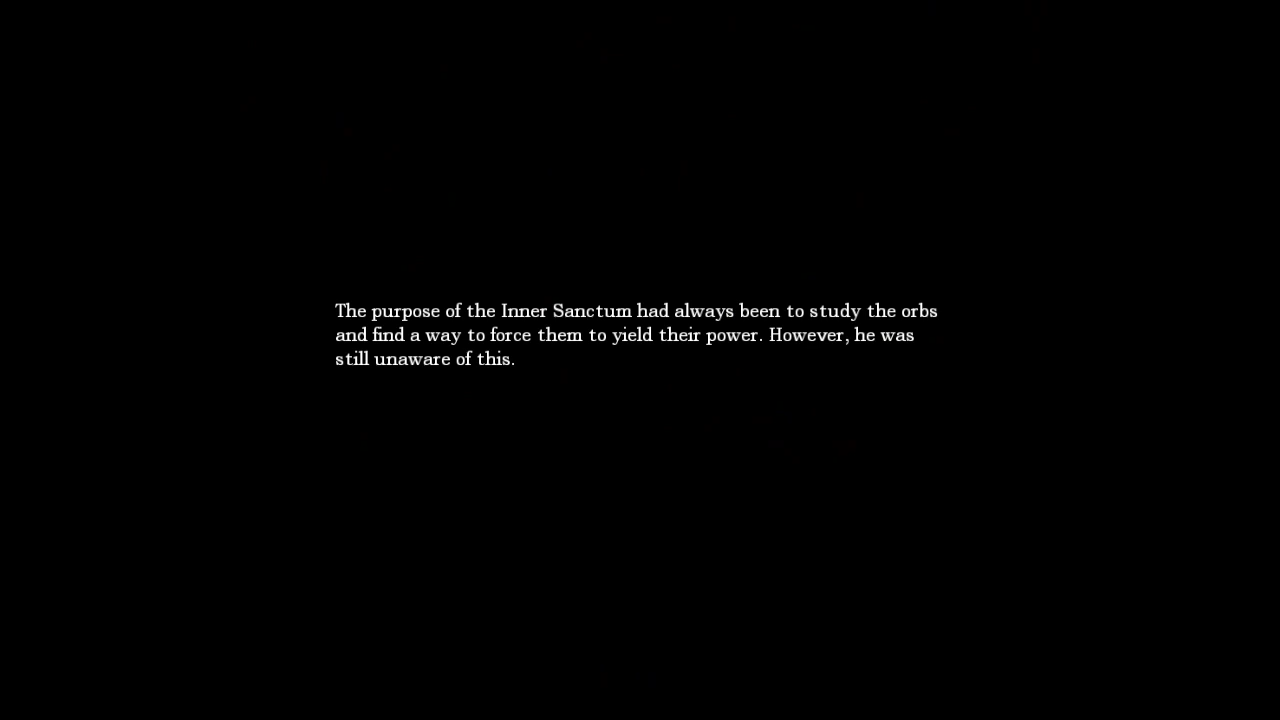 The purpose of the Inner Sanctum had always been to study the orbs
and find a way to force them to yield their power. However, he was
still unaware of this.